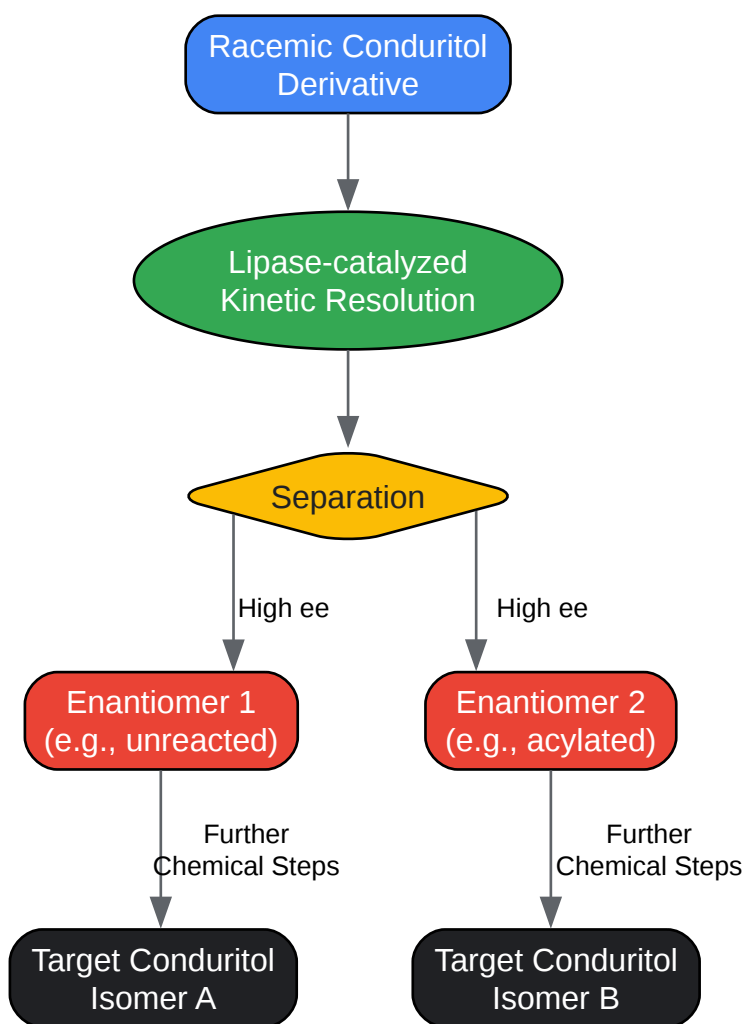 Racemic Conduritol
Derivative
Lipase-catalyzed
Kinetic Resolution
Separation
High ee
High ee
Enantiomer 1
(e.g., unreacted)
Enantiomer 2
(e.g., acylated)
Further
Chemical Steps
Further
Chemical Steps
Target Conduritol
Isomer A
Target Conduritol
Isomer B